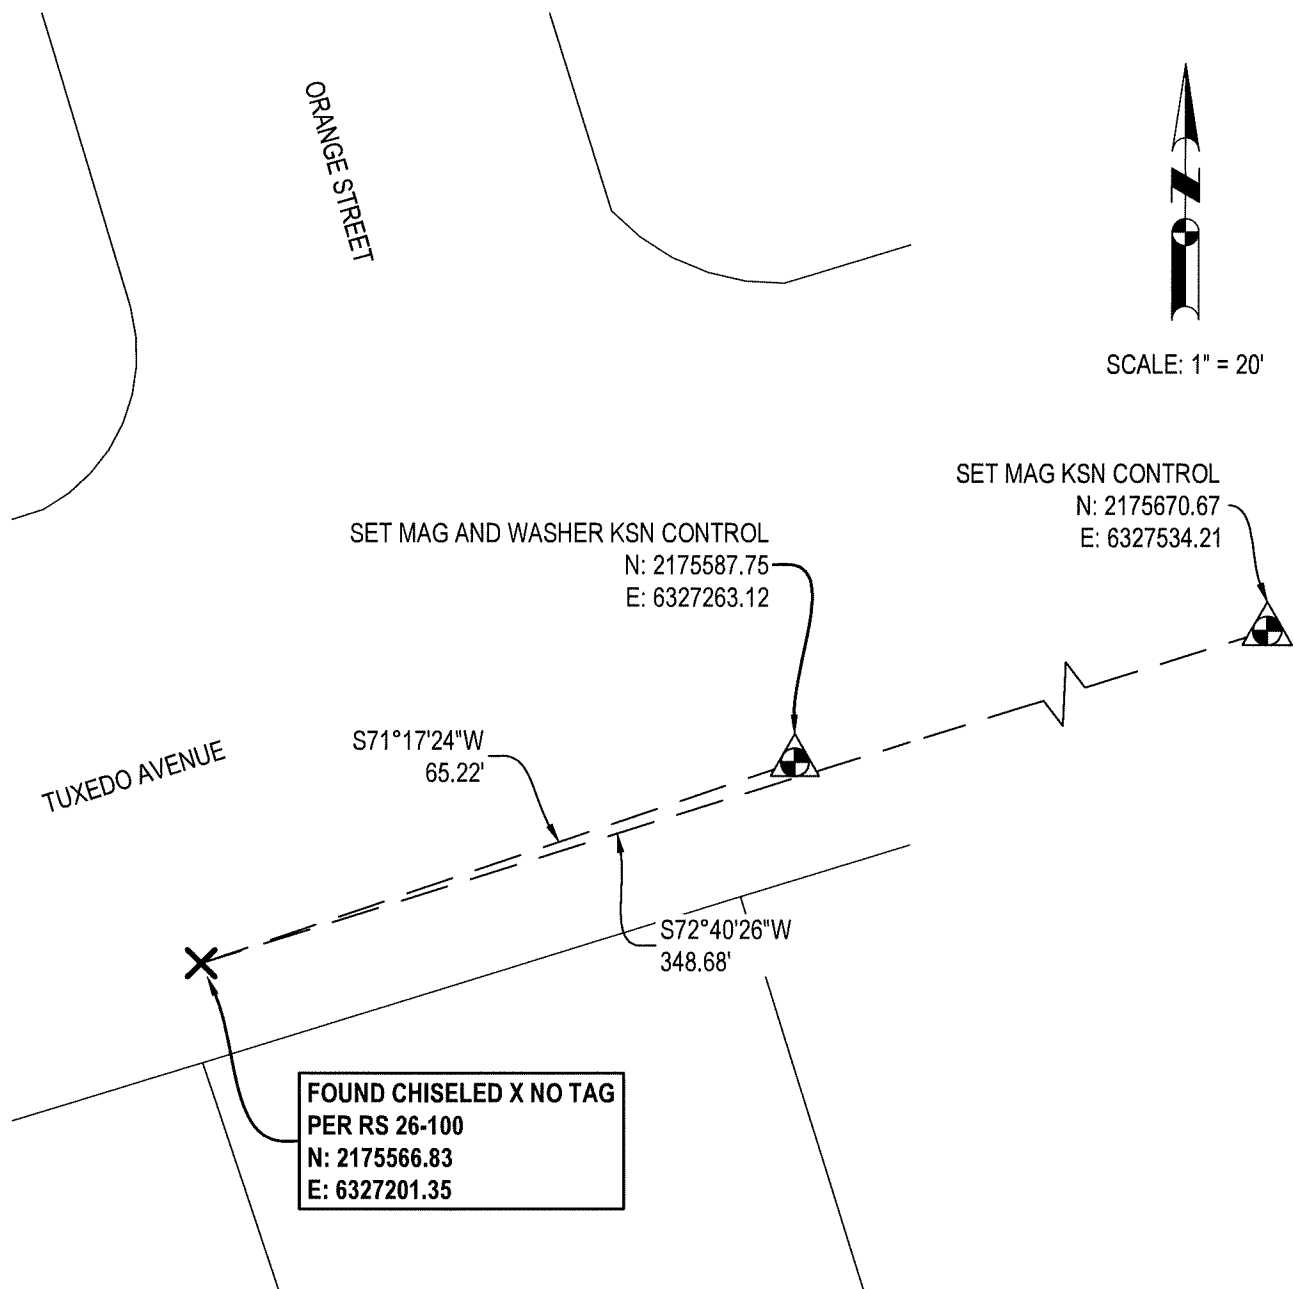 ORANGE STREET
N
SCALE: 1" = 20'
SET MAG KSN CONTROL
N: 2175670.67
E: 6327534.21
SET MAG AND WASHER KSN CONTROL
N: 2175587.75
E: 6327263.12
S71°17'24"W
65.22'
TUXEDO AVENUE
S72°40'26"W
348.68'
FOUND CHISELED X NO TAG
PER RS 26-100
N: 2175566.83
E: 6327201.35